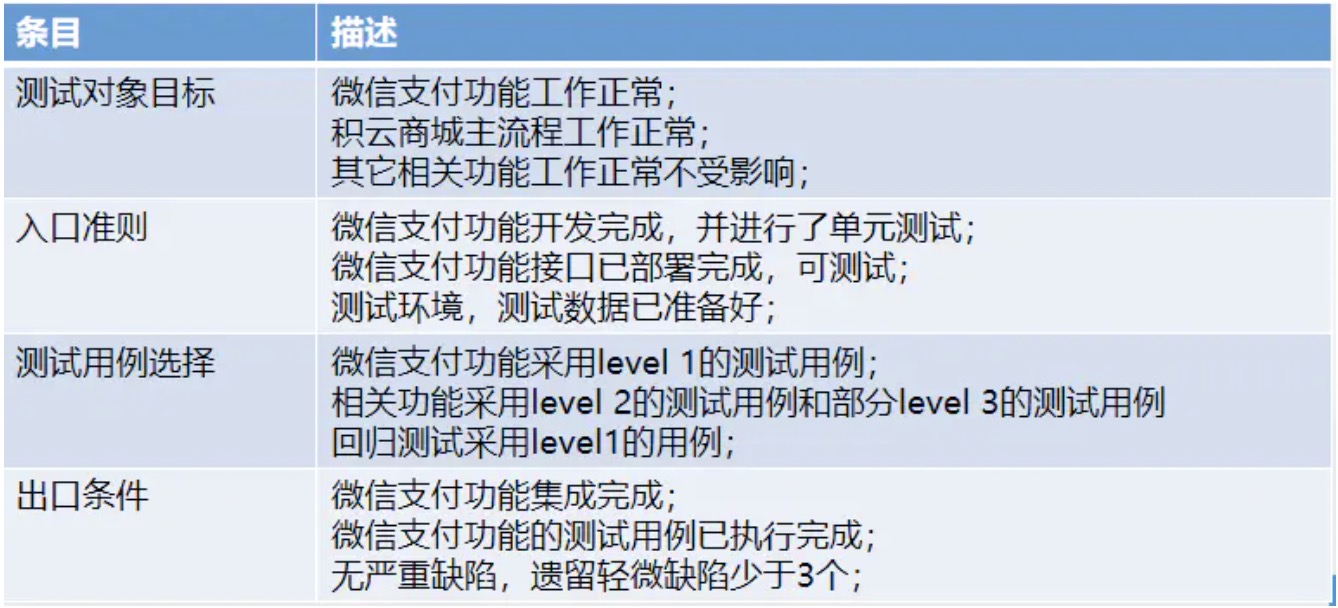 条目 描述
测试对象目标 微信支付功能工作正常；
积云商城主流程工作正常；
其它相关功能工作正常不受影响；
入口准则 微信支付功能开发完成，并进行了单元测试；
微信支付功能接口已部署完成，可测试；
测试环境，测试数据已准备好；
测试用例选择 微信支付功能采用level 1的测试用例；
相关功能采用level 2的测试用例和部分level 3的测试用例
回归测试采用level1的用例；
出口条件 微信支付功能集成完成；
微信支付功能的测试用例已执行完成；
无严重缺陷，遗留轻微缺陷少于3个；